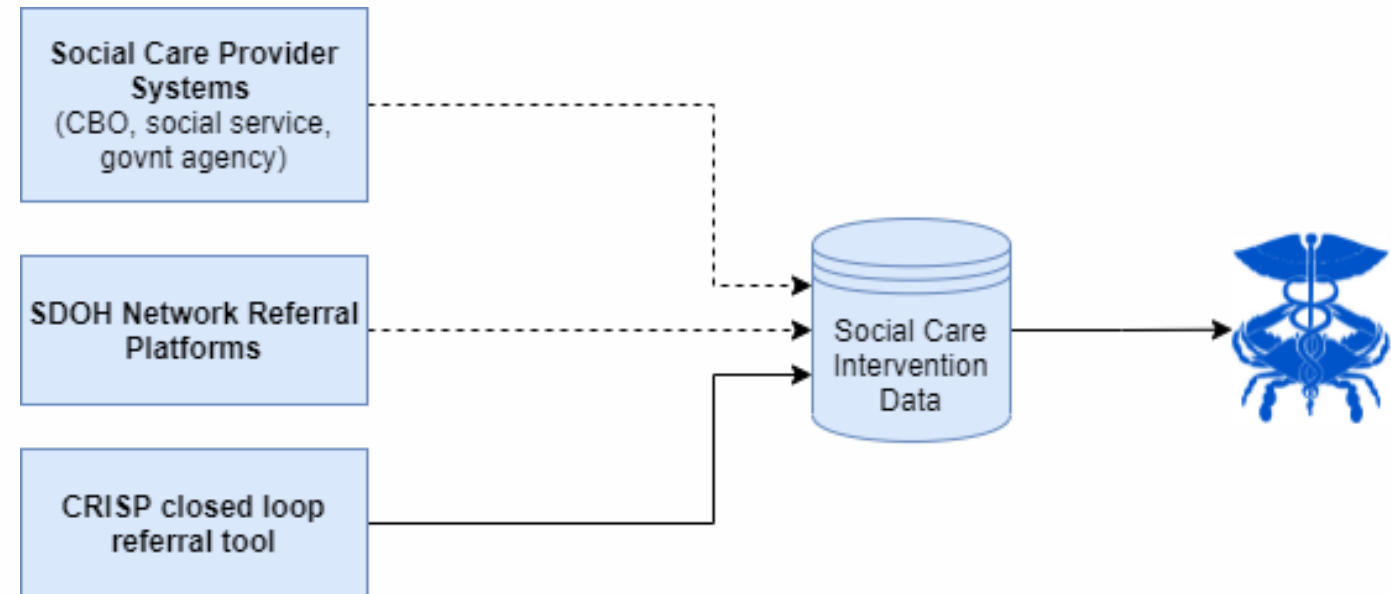 Social Care Provider
Systems
(CBO, social service,
govnt agency)
SDOH Network Referral
Platforms
CRISP closed loop
referral tool
Social Care
Intervention
Data